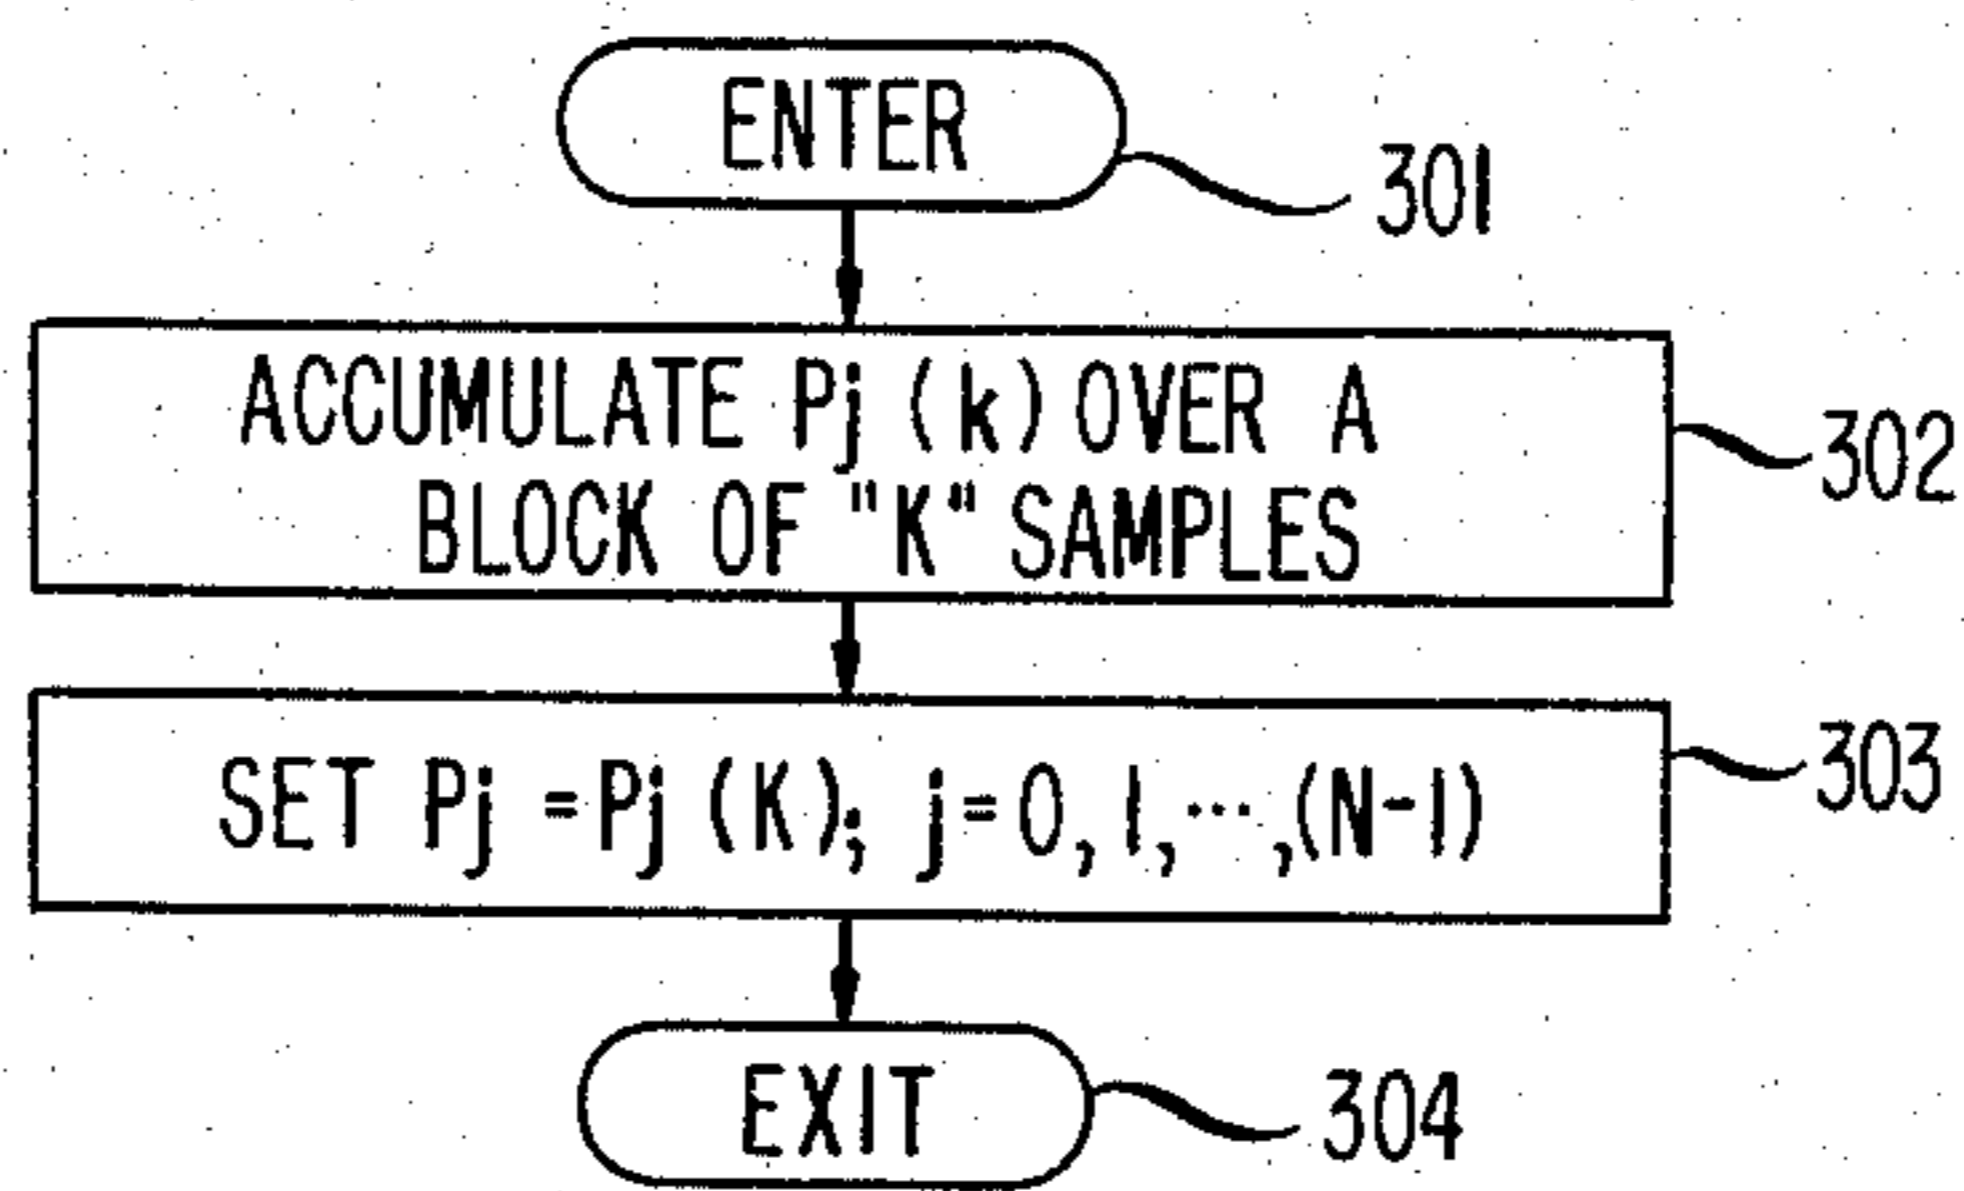 ENTER
301
ACCUMULATE Pj (k) OVER A
BLOCK OF "K" SAMPLES
302
SET Pj = Pj (K); j=0,1,...,(N-1)
303
EXIT
304